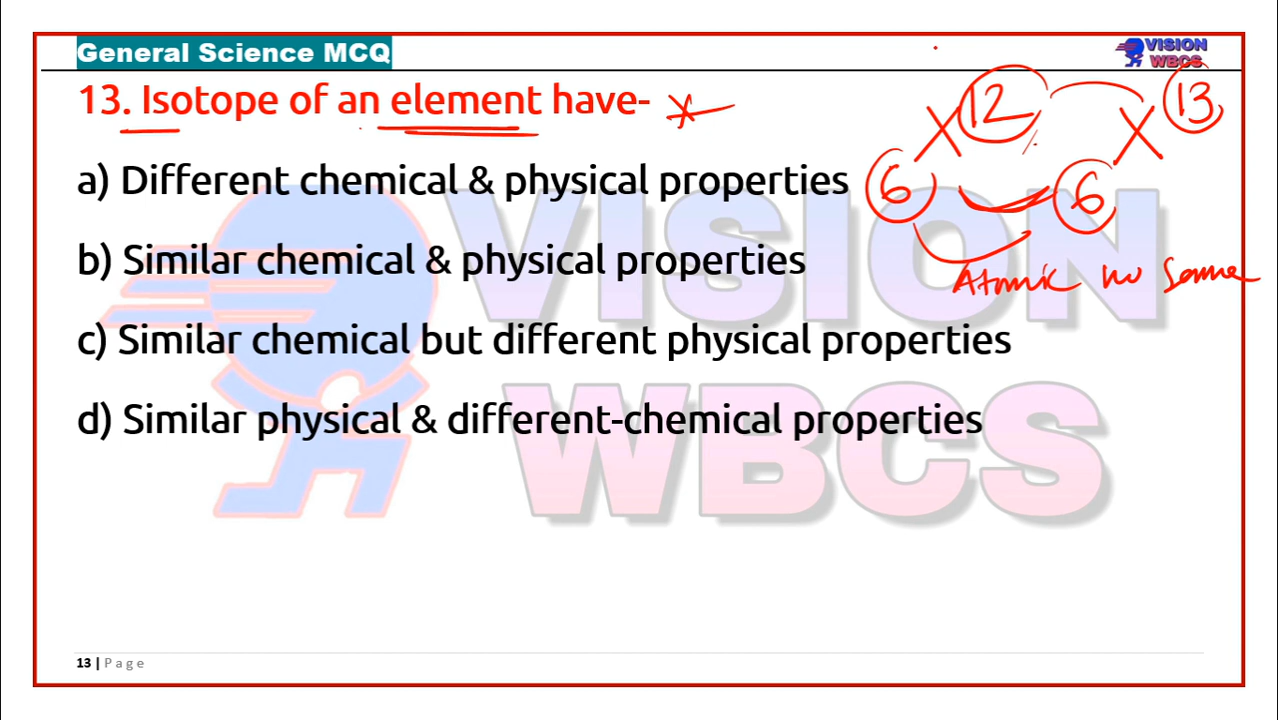 General Science MCQ
VISION
WBCS
13. Isotope of an element have-
X 12 X 13
6 6
a) Different chemical & physical properties
Atomic no same
b) Similar chemical & physical properties
c) Similar chemical but different physical properties
d) Similar physical & different-chemical properties
VISION
WBCS
13 | Page